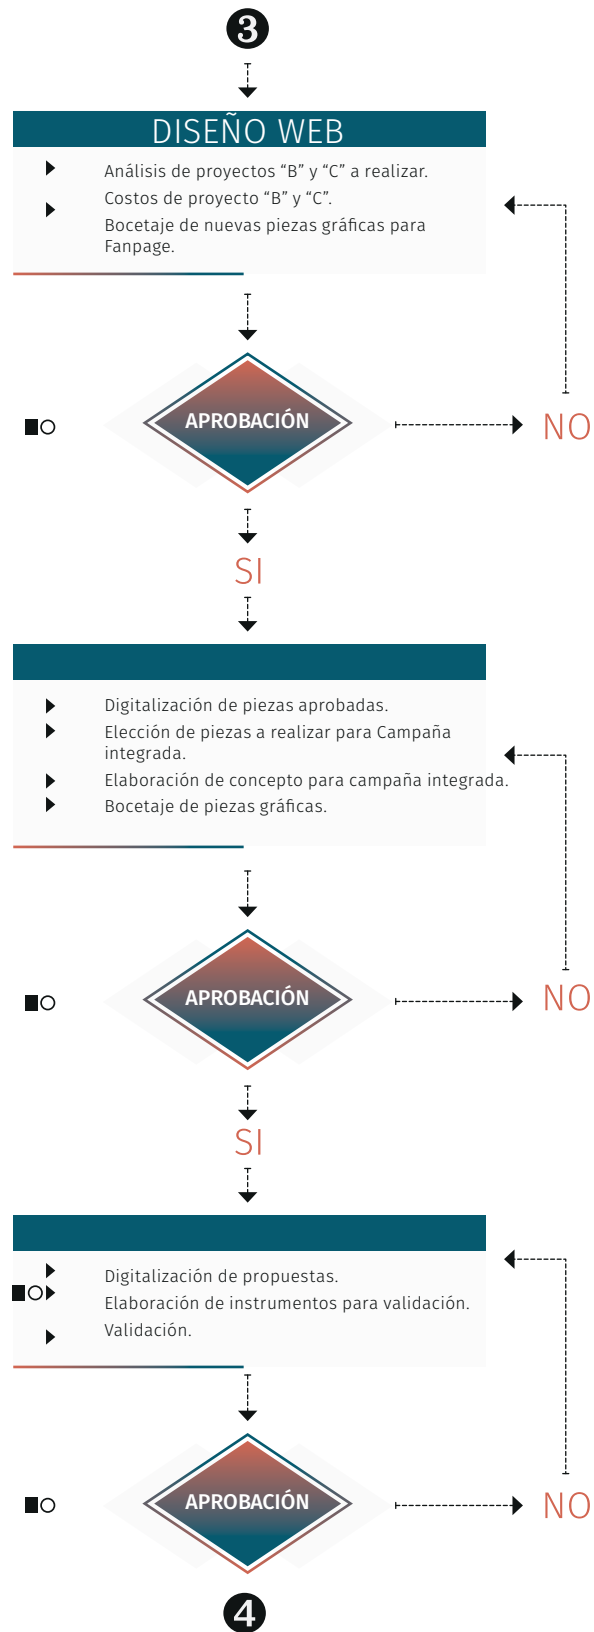 3
DISEÑO WEB
Análisis de proyectos “B” y “C” a realizar.
Costos de proyecto “B” y “C”.
Bocetaje de nuevas piezas gráficas para
Fanpage.
APROBACIÓN
NO
SI
Digitalización de piezas aprobadas.
Elección de piezas a realizar para Campaña
integrada.
Elaboración de concepto para campaña integrada.
Bocetaje de piezas gráficas.
APROBACIÓN
NO
SI
Digitalización de propuestas.
Elaboración de instrumentos para validación.
Validación.
APROBACIÓN
NO
4